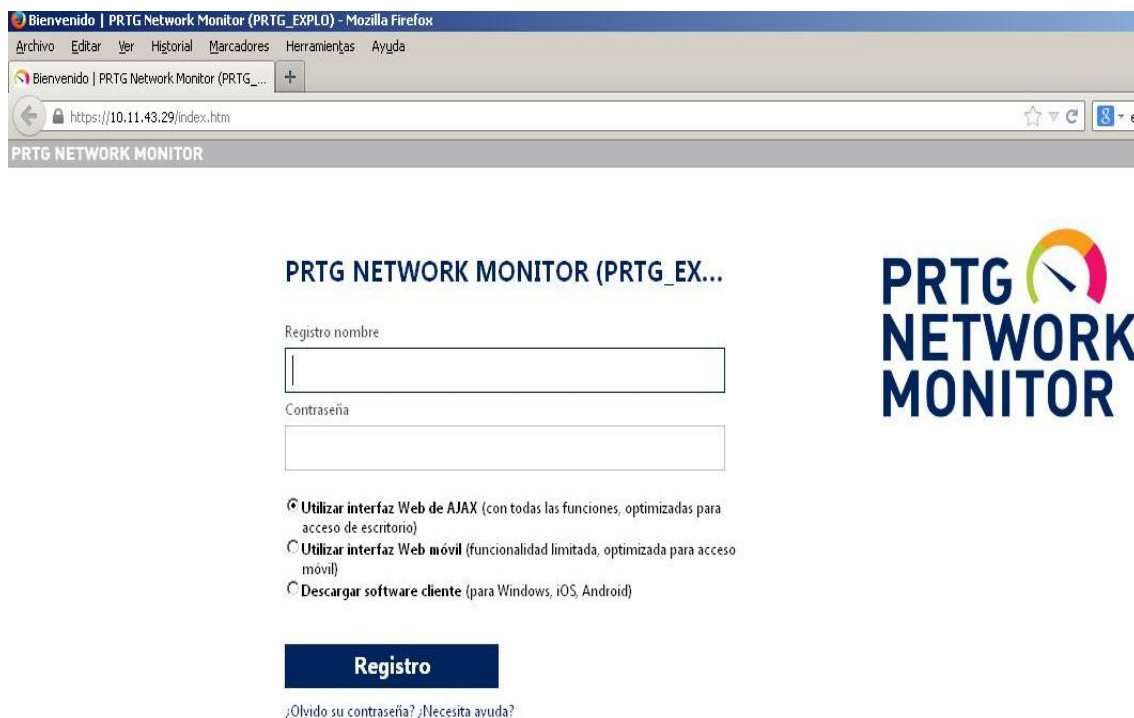 Bienvenido | PRTG Network Monitor (PRTG_EXPLO) - Mozilla Firefox
Archivo Editar Ver Historial Marcadores Herramientas Ayuda
Bienvenido | PRTG Network Monitor (PRTG_... +
https://10.11.43.29/index.htm
PRTG NETWORK MONITOR
PRTG NETWORK MONITOR (PRTG_EX...
PRTG
NETWORK
MONITOR
Registro nombre
Contraseña
Utilizar interfaz Web de AJAX (con todas las funciones, optimizadas para
acceso de escritorio)
Utilizar interfaz Web móvil (funcionalidad limitada, optimizada para acceso
móvil)
Descargar software cliente (para Windows, iOS, Android)
Registro
¿Olvido su contraseña? ¿Necesita ayuda?